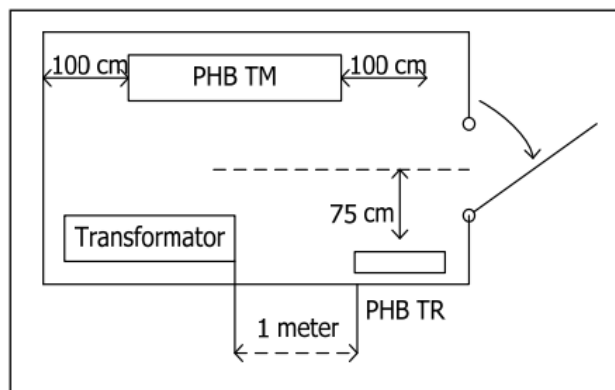 100 cm
PHB TM
100 cm
75 cm
Transformator
PHB TR
1 meter